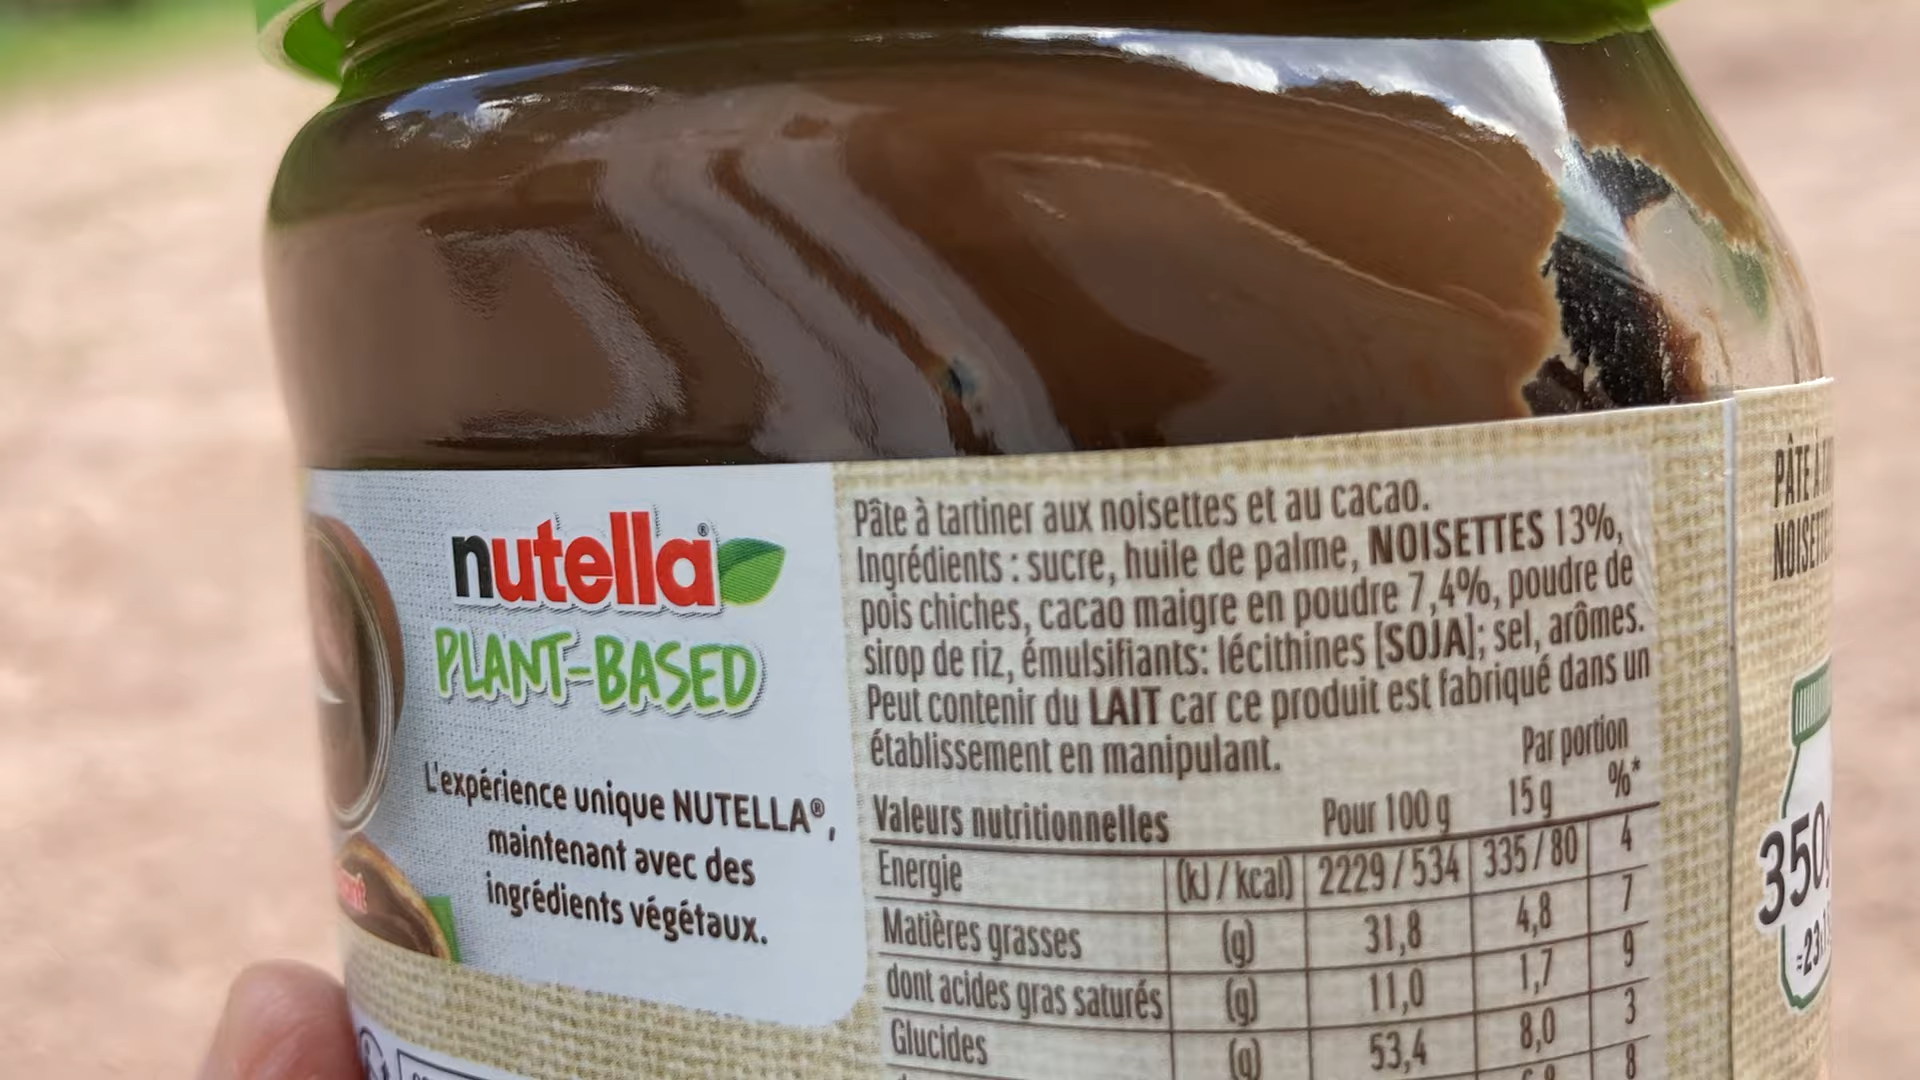 nutella®
PLANT-BASED
L'expérience unique NUTELLA®,
maintenant avec des
ingrédients végétaux.
Pâte à tartiner aux noisettes et au cacao.
Ingrédients : sucre, huile de palme, NOISETTES 13%,
pois chiches, cacao maigre en poudre 7,4%, poudre de
sirop de riz, émulsifiants: lécithines [SOJA]; sel, arômes.
Peut contenir du LAIT car ce produit est fabriqué dans un
établissement en manipulant.
Par portion
Valeurs nutritionnelles Pour 100 g 15 g %*
Energie (kJ / kcal) 2229 / 534 335 / 80 4
Matières grasses (g) 31,8 4,8 7
dont acides gras saturés (g) 11,0 1,7 9
Glucides (g) 53,4 8,0 3
8
PÂTE À
350g